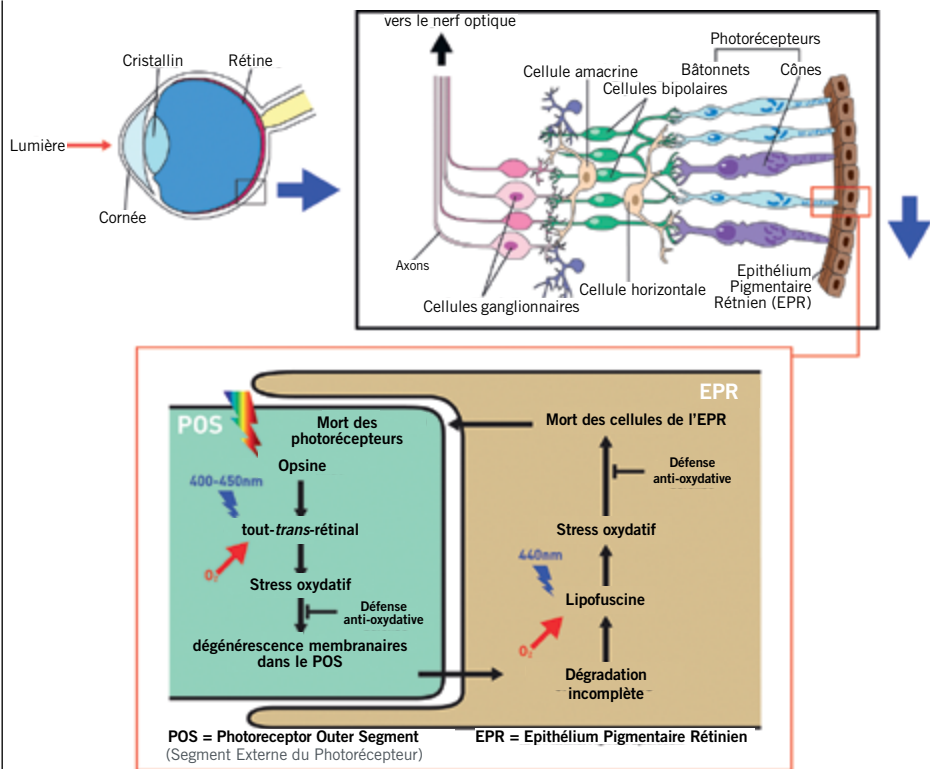 vers le nerf optique
Photorécepteurs
Cristallin
Rétine
Cellule amacrine
Bâtonnets
Cônes
Cellules bipolaires
Lumière
Cornée
Axons
Cellules ganglionnaires
Cellule horizontale
Epithélium
Pigmentaire
Rétnien (EPR)
EPR
POS
Mort des
photorécepteurs
Mort des cellules de l'EPR
Opsine
400-450nm
Défense
anti-oxydative
tout-trans-rétinal
Stress oxydatif
O₂
440nm
Stress oxydatif
Lipofuscine
Défense
anti-oxydative
dégénérescence membranaires
dans le POS
O₂
Dégradation
incomplète
POS = Photoreceptor Outer Segment
(Segment Externe du Photorécepteur)
EPR = Epithélium Pigmentaire Rétinien